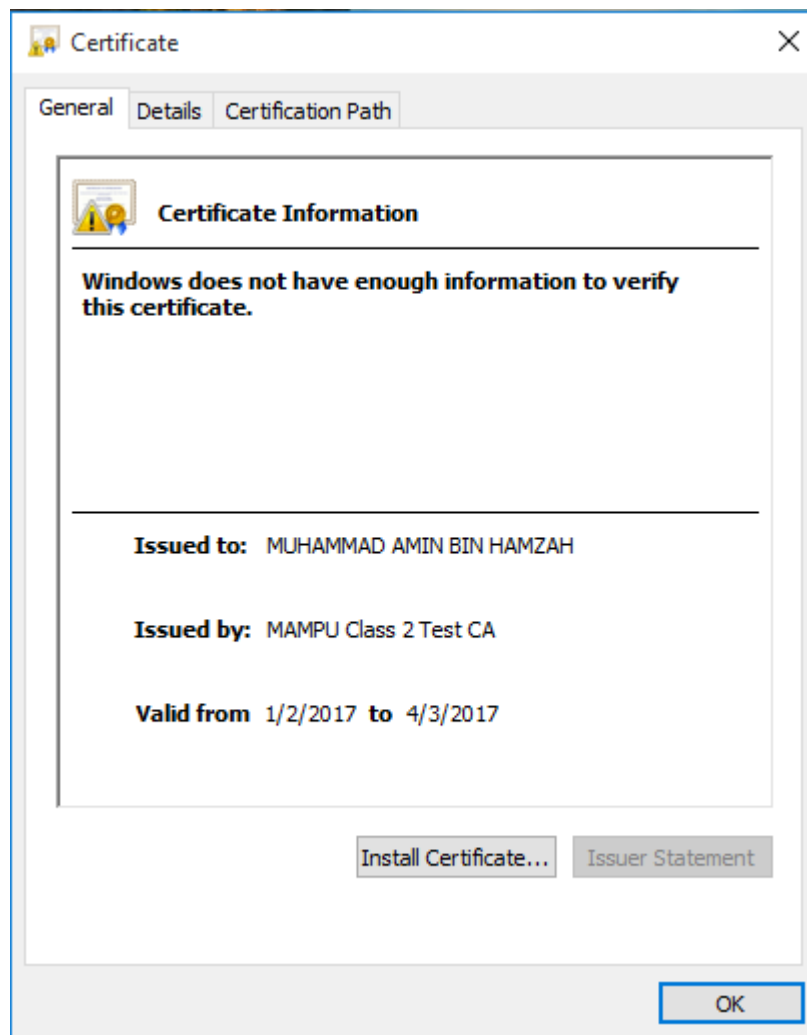 Certificate
General Details Certification Path
Certificate Information
Windows does not have enough information to verify
this certificate.
Issued to: MUHAMMAD AMIN BIN HAMZAH
Issued by: MAMPU Class 2 Test CA
Valid from 1/2/2017 to 4/3/2017
Install Certificate... Issuer Statement
OK